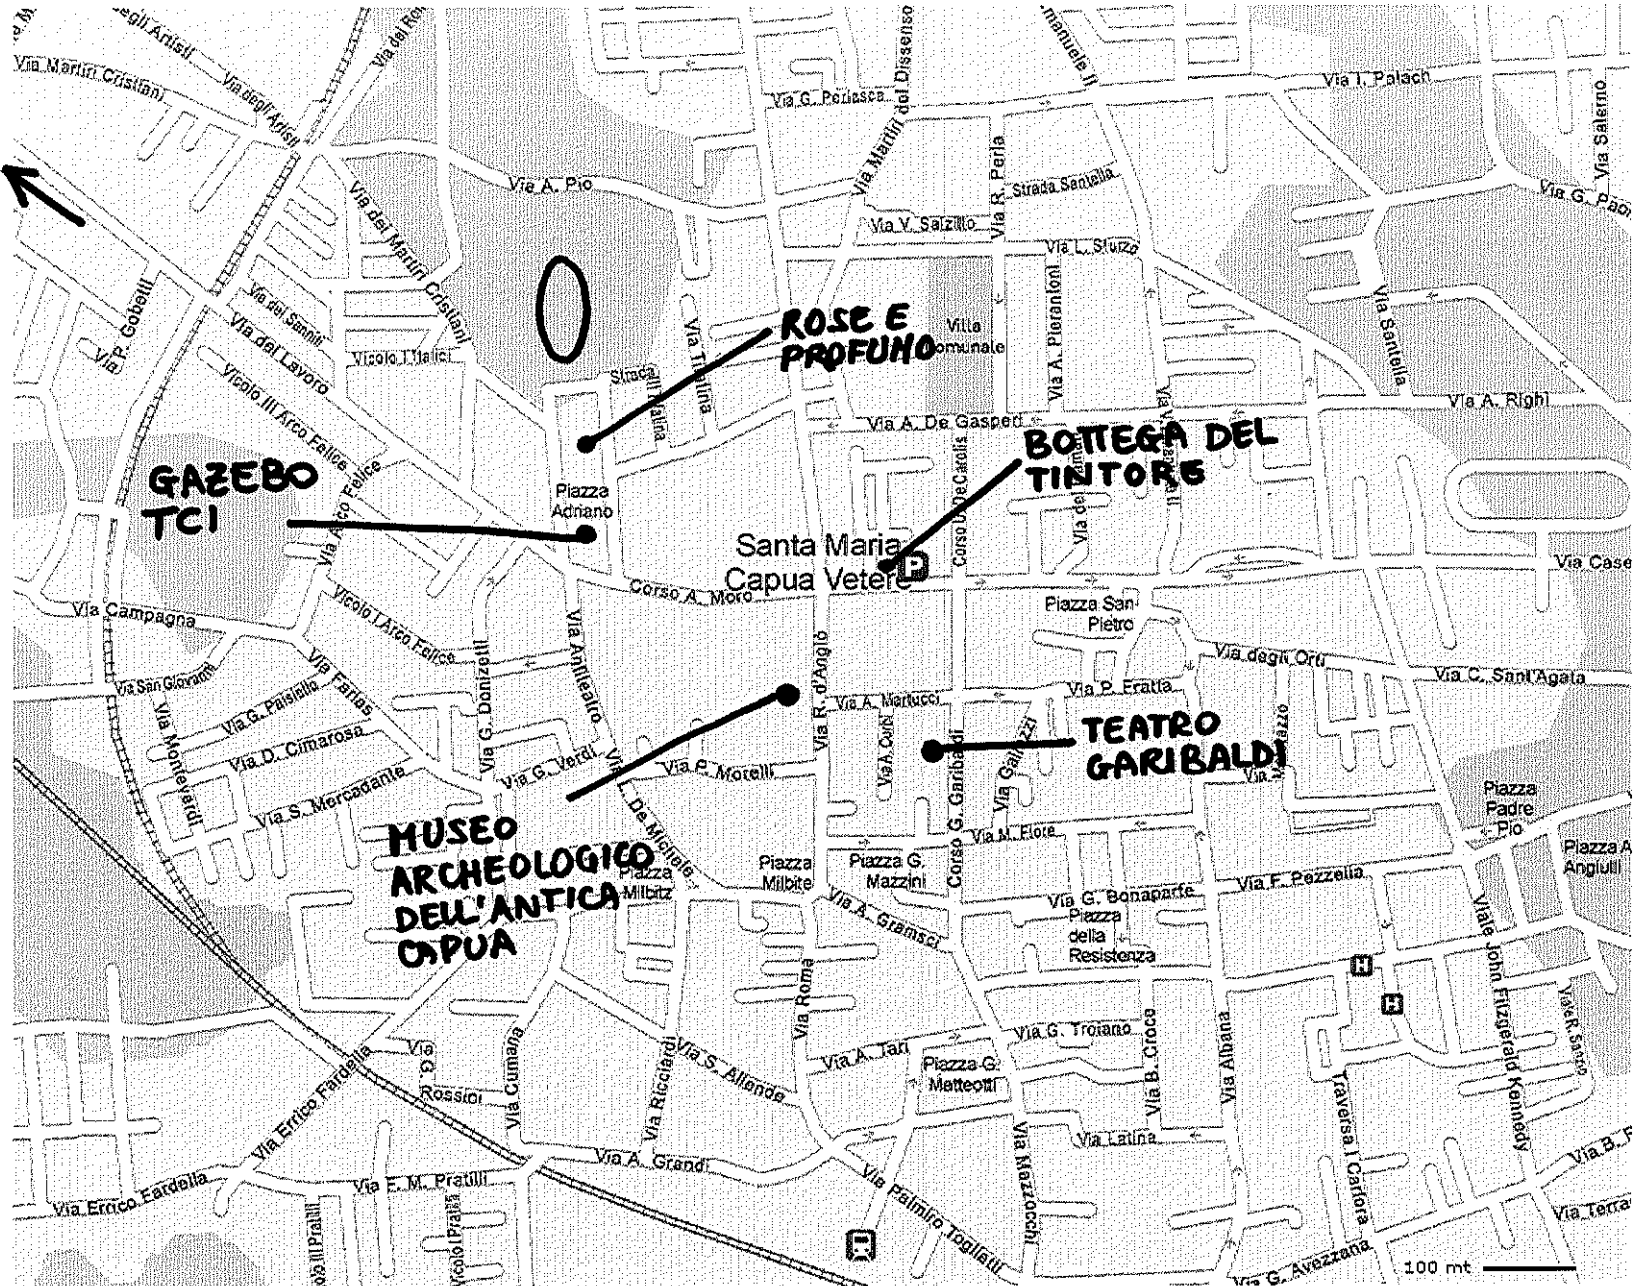 Via Martiri Cristiani
Via degli Artisti
Via G. Perlasca
Via Martiri del Dissenso
Via I. Palach
Via Salerno
Via A. Pio
Via R. Perla
Strada Santella
Via V. Salzillo
Via L. Sturzo
Via dei Martiri Cristiani
Via P. Gobetti
Via dei Sanniti
Via del Lavoro
Vicolo I Italici
Vicolo III Arco Felice
Via Arco Felice
ROSE E
PROFUMO
Villa
omunale
Via A. Pierantoni
Via Santella
Via A. Righi
Via A. De Gasperi
BOTTEGA DEL
TINTORE
GAZEBO
TCI
Piazza
Adriano
Santa Maria
Capua Vetere
P
Corso A. Moro
Via Campagna
Vicolo I Arco Felice
Via Anfiteatro
Piazza San
Pietro
Via degli Orti
Via C. Sant'Agata
Via San Giovanni
Via G. Paisiello
Via Farias
Via G. Donizetti
Via R. d'Angiò
Via A. Martucci
Via P. Fratta
Via D. Cimarosa
Via Monteverdi
Via S. Mercadante
Via G. Verdi
Via P. Morelli
TEATRO
GARIBALDI
Corso G. Garibaldi
Via L. De Michele
MUSEO
ARCHEOLOGICO
DELL'ANTICA
CAPUA
Piazza
Milbitz
Piazza
Milbite
Piazza G.
Mazzini
Via M. Fiore
Piazza
Padre
Pio
Piazza A
Angiulli
Via F. Pezzella
Via G. Bonaparte
Via A. Gramsci
Piazza
della
Resistenza
H
H
Via Roma
Viale John Fitzgerald Kennedy
Via G. Troiano
Via A. Tari
Piazza G.
Matteotti
Via B. Croce
Via Albana
Via G.
Rossini
Via Cumana
Via Ricciardi
Via S. Allende
Via Errico Fardella
Via Latina
Via A. Grandi
Via E. M. Pratilli
Via Errico Fardella
Via Mazzocchi
Via Palmiro Togliatti
Traversa I Cariora
Via G. Avezzana
100 mt